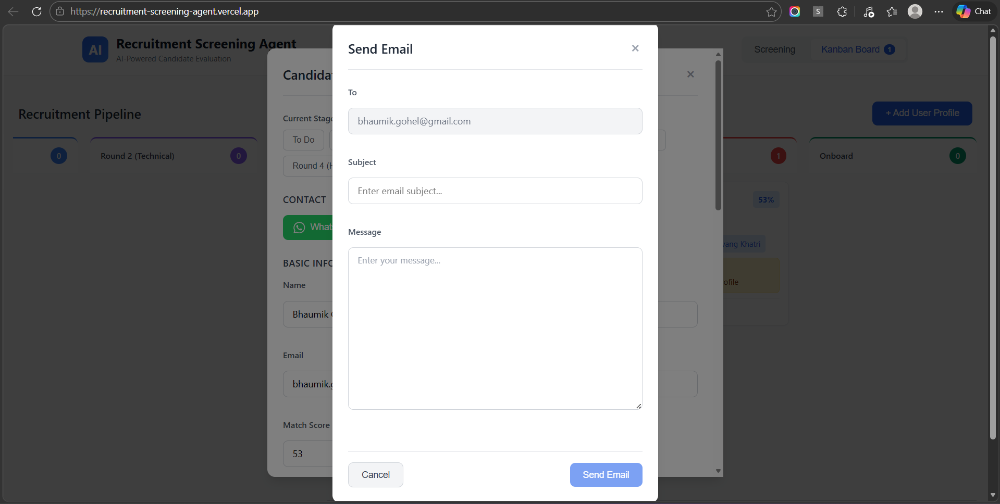 https://recruitment-screening-agent.vercel.app
S
Chat
AI
Recruitment Screening Agent
AI-Powered Candidate Evaluation
Screening
Kanban Board 1
Recruitment Pipeline
+ Add User Profile
0
Round 2 (Technical)
0
1
Onboard
0
53%
yang Khatri
ofile
Candida
×
Current Stage
To Do
Round 4 (H
CONTACT
Whats
BASIC INFO
Name
Bhaumik G
Email
bhaumik.g
Match Score
53
Send Email
×
To
bhaumik.gohel@gmail.com
Subject
Enter email subject...
Message
Enter your message...
Cancel
Send Email